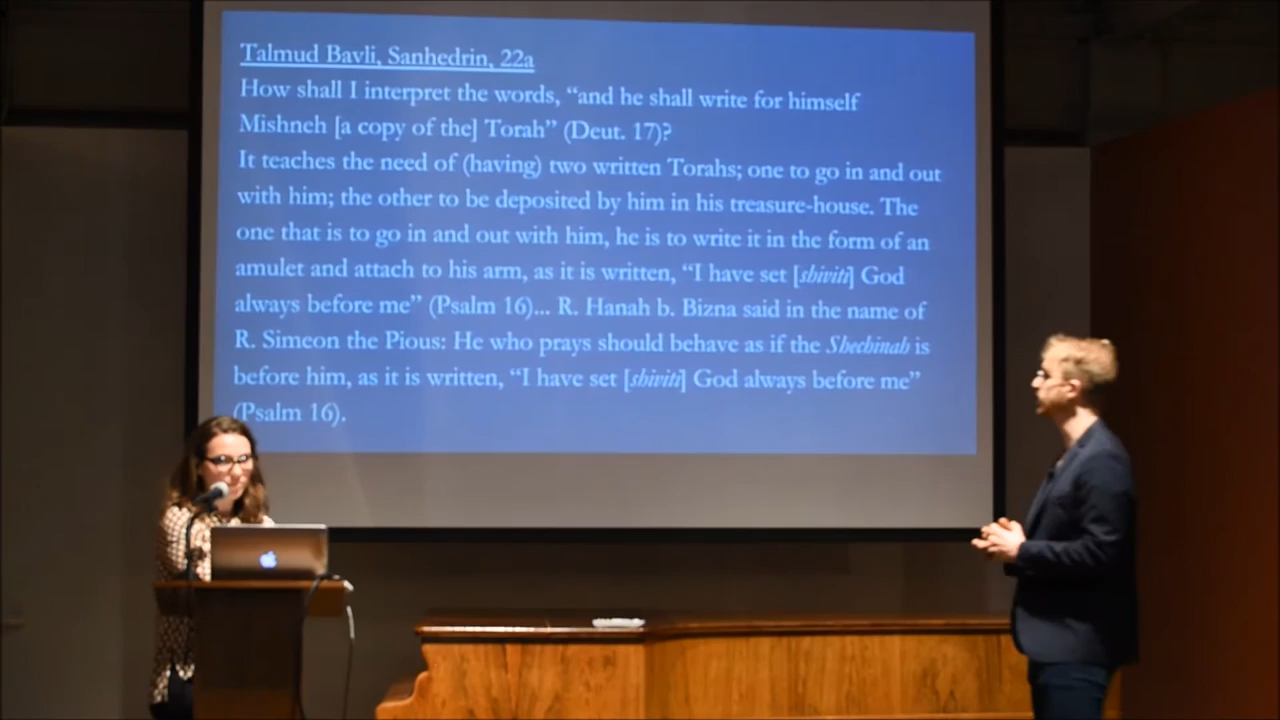 Talmud Bavli, Sanhedrin, 22a
How shall I interpret the words, “and he shall write for himself
Mishneh [a copy of the] Torah” (Deut. 17)?
It teaches the need of (having) two written Torahs; one to go in and out
with him; the other to be deposited by him in his treasure-house. The
one that is to go in and out with him, he is to write it in the form of an
amulet and attach to his arm, as it is written, “I have set [shiviti] God
always before me” (Psalm 16)... R. Hanah b. Bizna said in the name of
R. Simeon the Pious: He who prays should behave as if the Shechinah is
before him, as it is written, “I have set [shiviti] God always before me”
(Psalm 16).